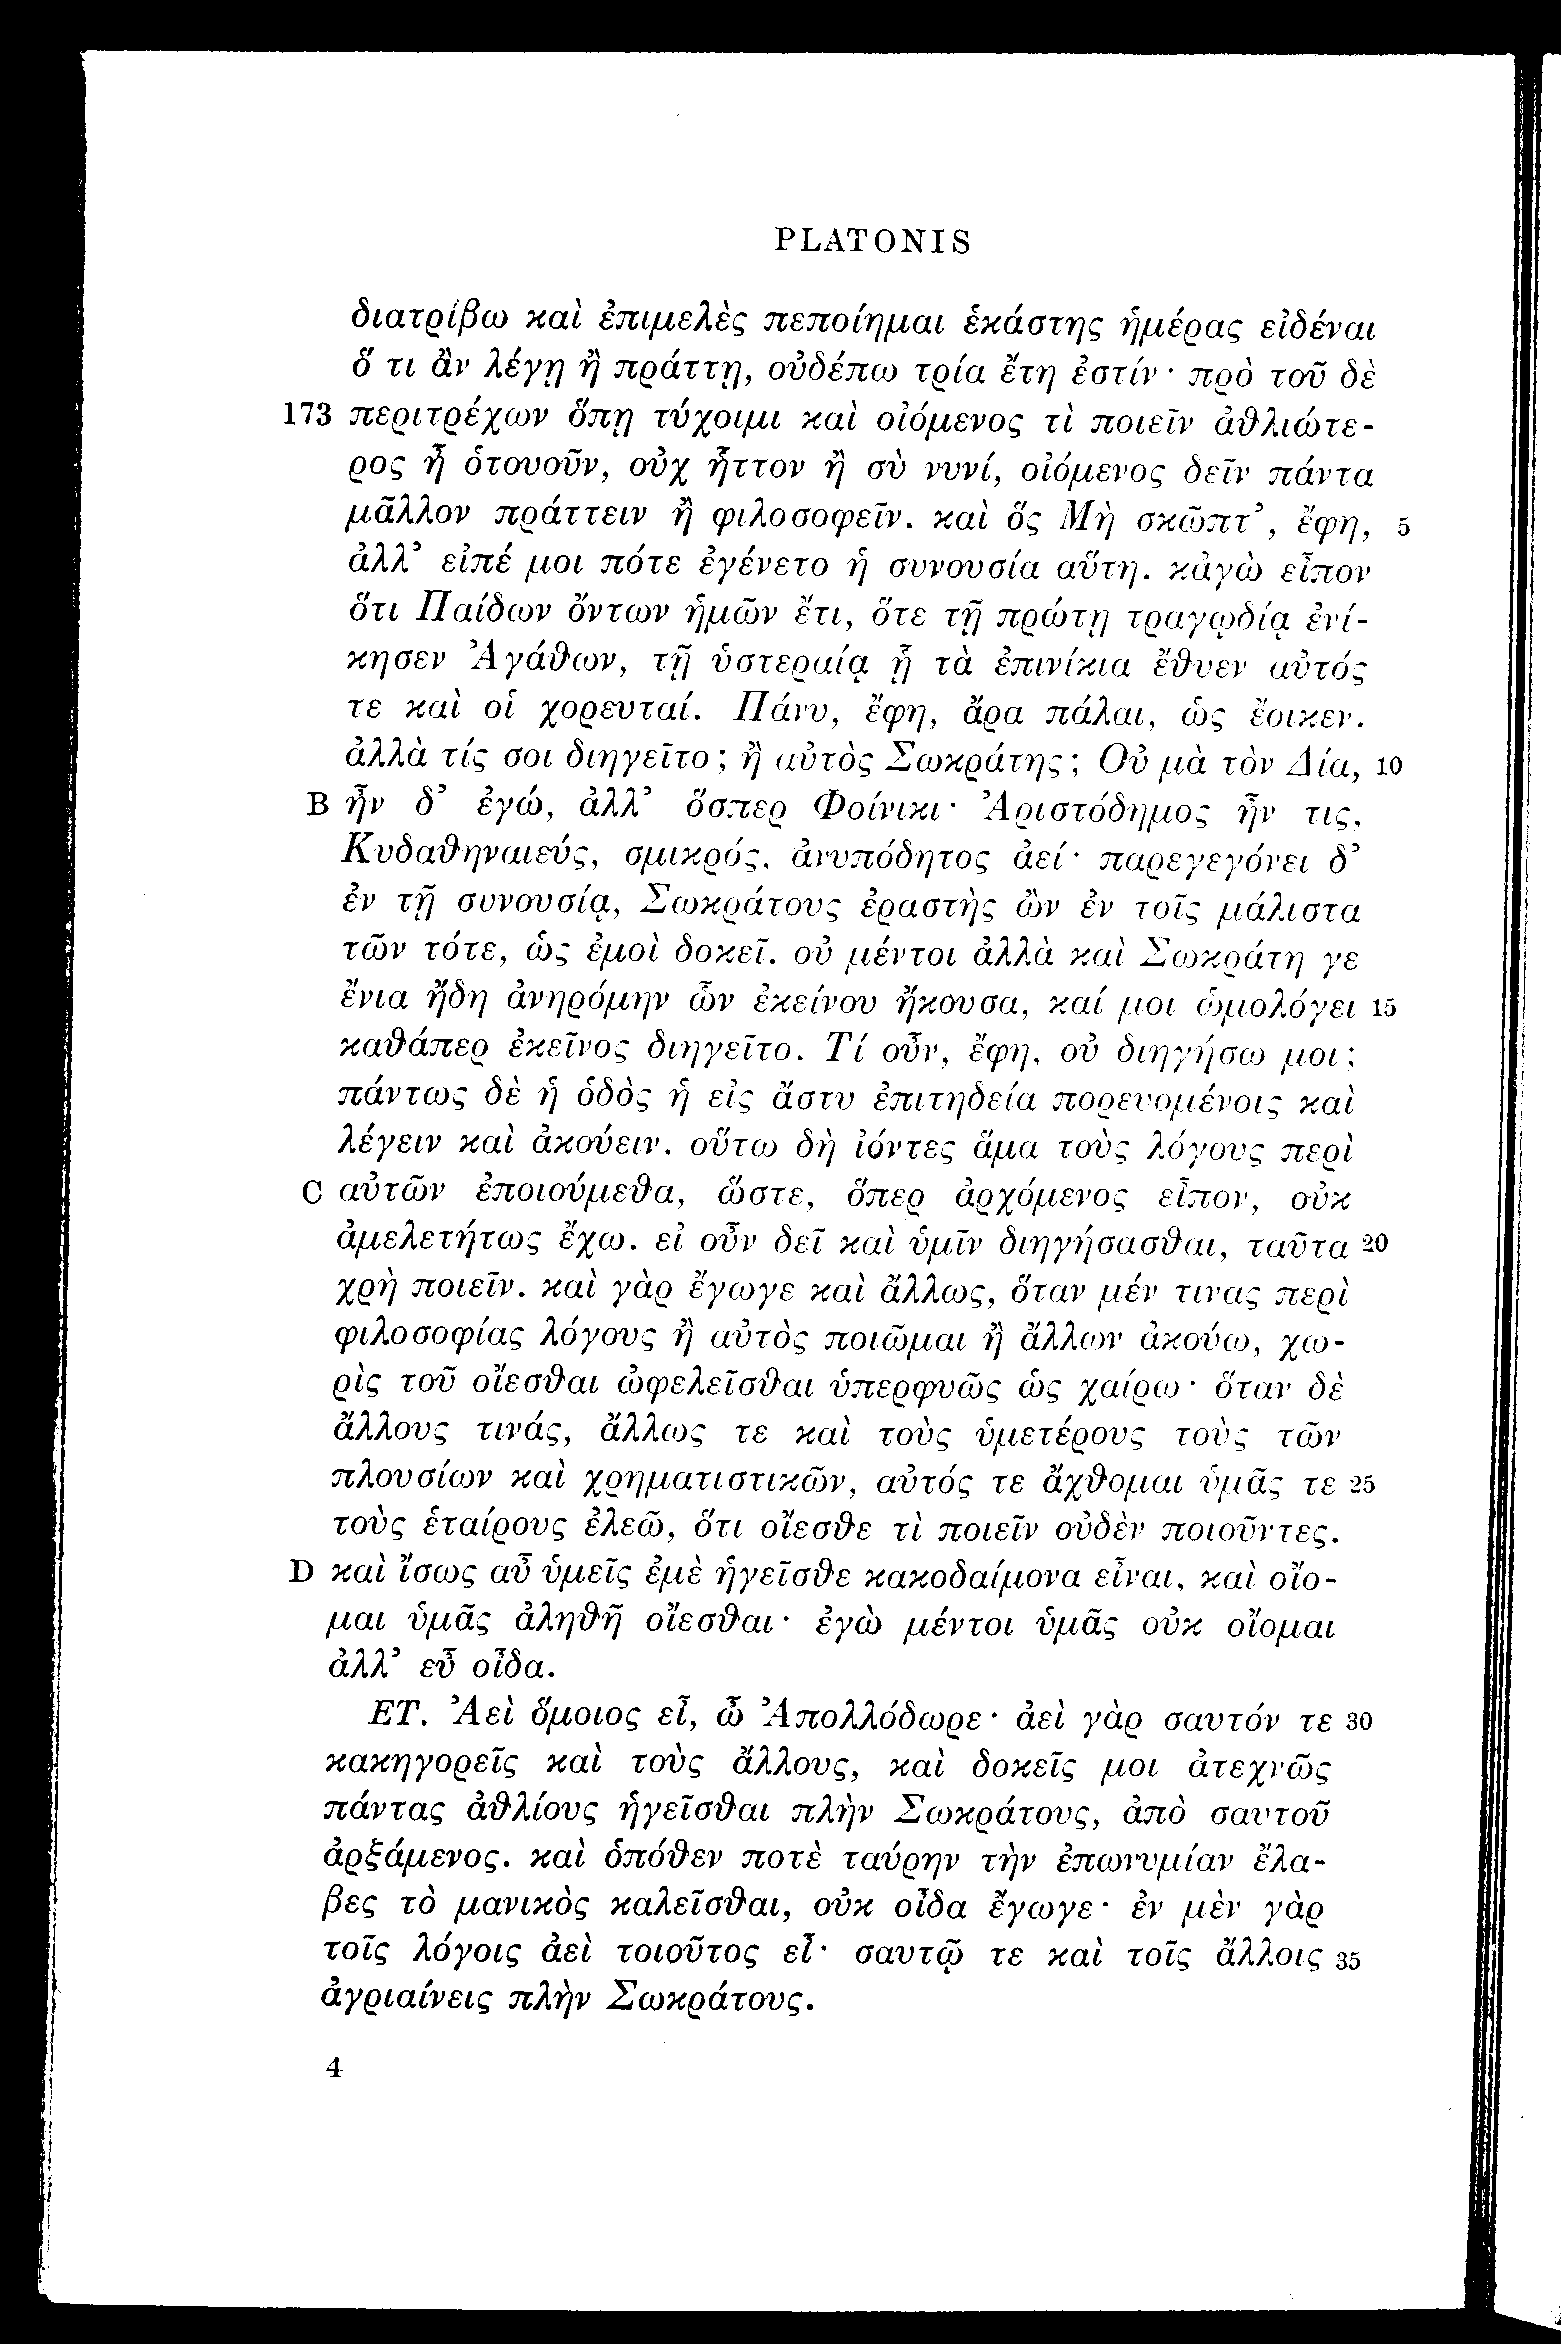 PLATONIS
διατρίβω καὶ ἐπιμελὲς πεποίημαι ἑκάστης ἡμέρας εἰδέναι
ὅ τι ἂν λέγῃ ἢ πράττῃ, οὐδέπω τρία ἔτη ἐστίν· πρὸ τοῦ δὲ
173 περιτρέχων ὅπῃ τύχοιμι καὶ οἰόμενος τὶ ποιεῖν ἀθλιώτε-
ρος ἦ ὁτουοῦν, οὐχ ἧττον ἢ σὺ νυνί, οἰόμενος δεῖν πάντα
μᾶλλον πράττειν ἢ φιλοσοφεῖν. καὶ ὅς Μὴ σκῶπτ’, ἔφη, 5
ἀλλ’ εἰπέ μοι πότε ἐγένετο ἡ συνουσία αὕτη. κἀγὼ εἶπον
ὅτι Παίδων ὄντων ἡμῶν ἔτι, ὅτε τῇ πρώτῃ τραγῳδίᾳ ἐνί-
κησεν Ἀγάθων, τῇ ὑστεραίᾳ ᾗ τὰ ἐπινίκια ἔθυεν αὐτός
τε καὶ οἱ χορευταί. Πάνυ, ἔφη, ἄρα πάλαι, ὡς ἔοικεν.
ἀλλὰ τίς σοι διηγεῖτο; ἢ αὐτὸς Σωκράτης; Οὐ μὰ τὸν Δία, 10
B ἦν δ’ ἐγώ, ἀλλ’ ὅσπερ Φοίνικι· Ἀριστόδημος ἦν τις,
Κυδαθηναιεύς, σμικρός, ἀνυπόδητος ἀεί· παρεγεγόνει δ’
ἐν τῇ συνουσίᾳ, Σωκράτους ἐραστὴς ὢν ἐν τοῖς μάλιστα
τῶν τότε, ὡς ἐμοὶ δοκεῖ. οὐ μέντοι ἀλλὰ καὶ Σωκράτη γε
ἔνια ἤδη ἀνηρόμην ὧν ἐκείνου ἤκουσα, καί μοι ὡμολόγει 15
καθάπερ ἐκεῖνος διηγεῖτο. Τί οὖν, ἔφη, οὐ διηγήσω μοι;
πάντως δὲ ἡ ὁδὸς ἡ εἰς ἄστυ ἐπιτηδεία πορευομένοις καὶ
λέγειν καὶ ἀκούειν. οὕτω δὴ ἰόντες ἅμα τοὺς λόγους περὶ
C αὐτῶν ἐποιούμεθα, ὥστε, ὅπερ ἀρχόμενος εἶπον, οὐκ
ἀμελετήτως ἔχω. εἰ οὖν δεῖ καὶ ὑμῖν διηγήσασθαι, ταῦτα 20
χρὴ ποιεῖν. καὶ γὰρ ἔγωγε καὶ ἄλλως, ὅταν μέν τινας περὶ
φιλοσοφίας λόγους ἢ αὐτὸς ποιῶμαι ἢ ἄλλων ἀκούω, χω-
ρὶς τοῦ οἴεσθαι ὠφελεῖσθαι ὑπερφυῶς ὡς χαίρω· ὅταν δὲ
ἄλλους τινάς, ἄλλως τε καὶ τοὺς ὑμετέρους τοὺς τῶν
πλουσίων καὶ χρηματιστικῶν, αὐτός τε ἄχθομαι ὑμᾶς τε 25
τοὺς ἑταίρους ἐλεῶ, ὅτι οἴεσθε τὶ ποιεῖν οὐδὲν ποιοῦντες.
D καὶ ἴσως αὖ ὑμεῖς ἐμὲ ἡγεῖσθε κακοδαίμονα εἶναι, καὶ οἴο-
μαι ὑμᾶς ἀληθῆ οἴεσθαι· ἐγὼ μέντοι ὑμᾶς οὐκ οἴομαι
ἀλλ’ εὖ οἶδα.
ΕΤ. Ἀεὶ ὅμοιος εἶ, ὦ Ἀπολλόδωρε· ἀεὶ γὰρ σαυτόν τε 30
κακηγορεῖς καὶ τοὺς ἄλλους, καὶ δοκεῖς μοι ἀτεχνῶς
πάντας ἀθλίους ἡγεῖσθαι πλὴν Σωκράτους, ἀπὸ σαυτοῦ
ἀρξάμενος. καὶ ὁπόθεν ποτὲ ταύρην τὴν ἐπωνυμίαν ἔλα-
βες τὸ μανικὸς καλεῖσθαι, οὐκ οἶδα ἔγωγε· ἐν μὲν γὰρ
τοῖς λόγοις ἀεὶ τοιοῦτος εἶ· σαυτῷ τε καὶ τοῖς ἄλλοις 35
ἀγριαίνεις πλὴν Σωκράτους.
4